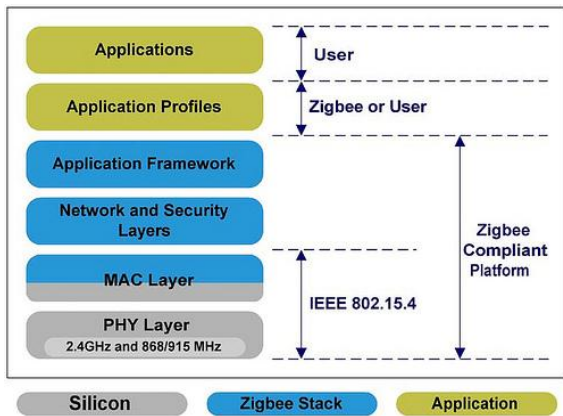 Applications
User
Application Profiles
Zigbee or User
Application Framework
Network and Security
Layers
Zigbee
Compliant
Platform
MAC Layer
IEEE 802.15.4
PHY Layer
2.4GHz and 868/915 MHz
Silicon
Zigbee Stack
Application